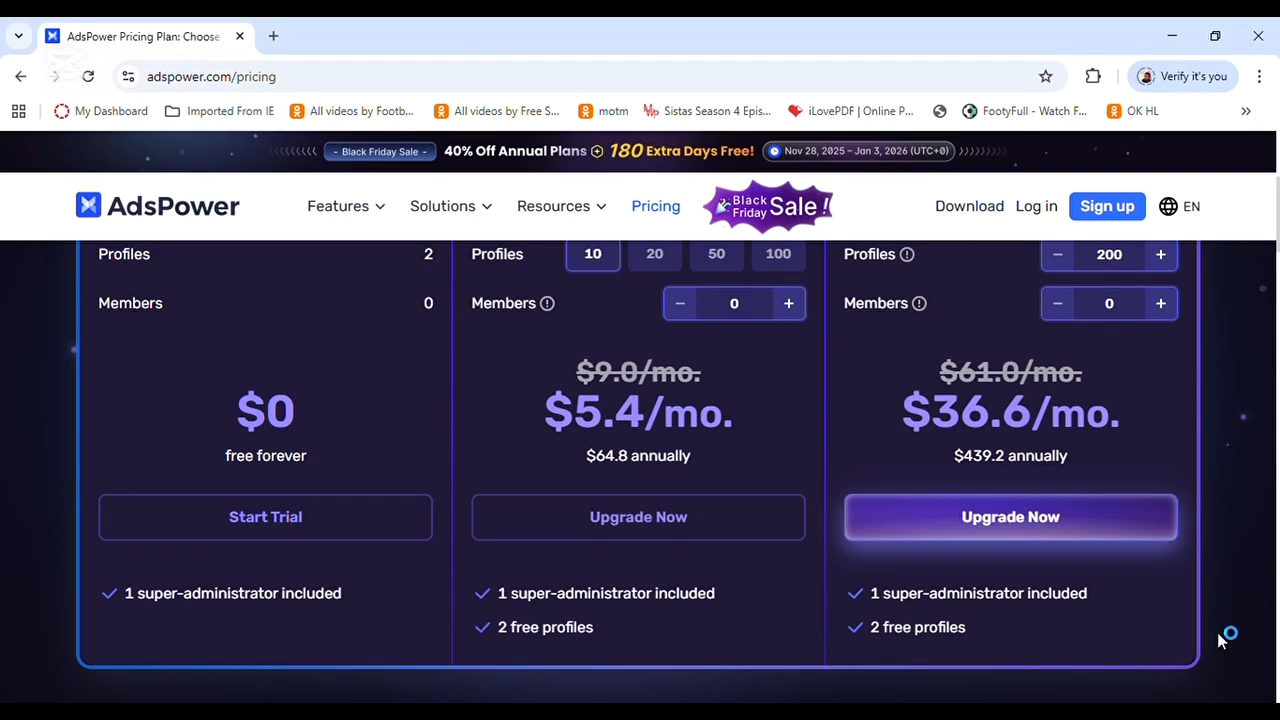 AdsPower Pricing Plan: Choose
adspower.com/pricing
Verify it's you
My Dashboard
Imported From IE
All videos by Footb...
All videos by Free S...
motm
Sistas Season 4 Epis...
iLovePDF | Online P...
FootyFull - Watch F...
OK HL
- Black Friday Sale - 40% Off Annual Plans 180 Extra Days Free! Nov 28, 2025 – Jan 3, 2026 (UTC+0)
AdsPower
Features
Solutions
Resources
Pricing
Black Friday Sale!
Download
Log in
Sign up
EN
Profiles 2
Members 0
$0
free forever
Start Trial
1 super-administrator included
Profiles 10 20 50 100
Members − 0 +
$9.0/mo.
$5.4/mo.
$64.8 annually
Upgrade Now
1 super-administrator included
2 free profiles
Profiles − 200 +
Members − 0 +
$61.0/mo.
$36.6/mo.
$439.2 annually
Upgrade Now
1 super-administrator included
2 free profiles